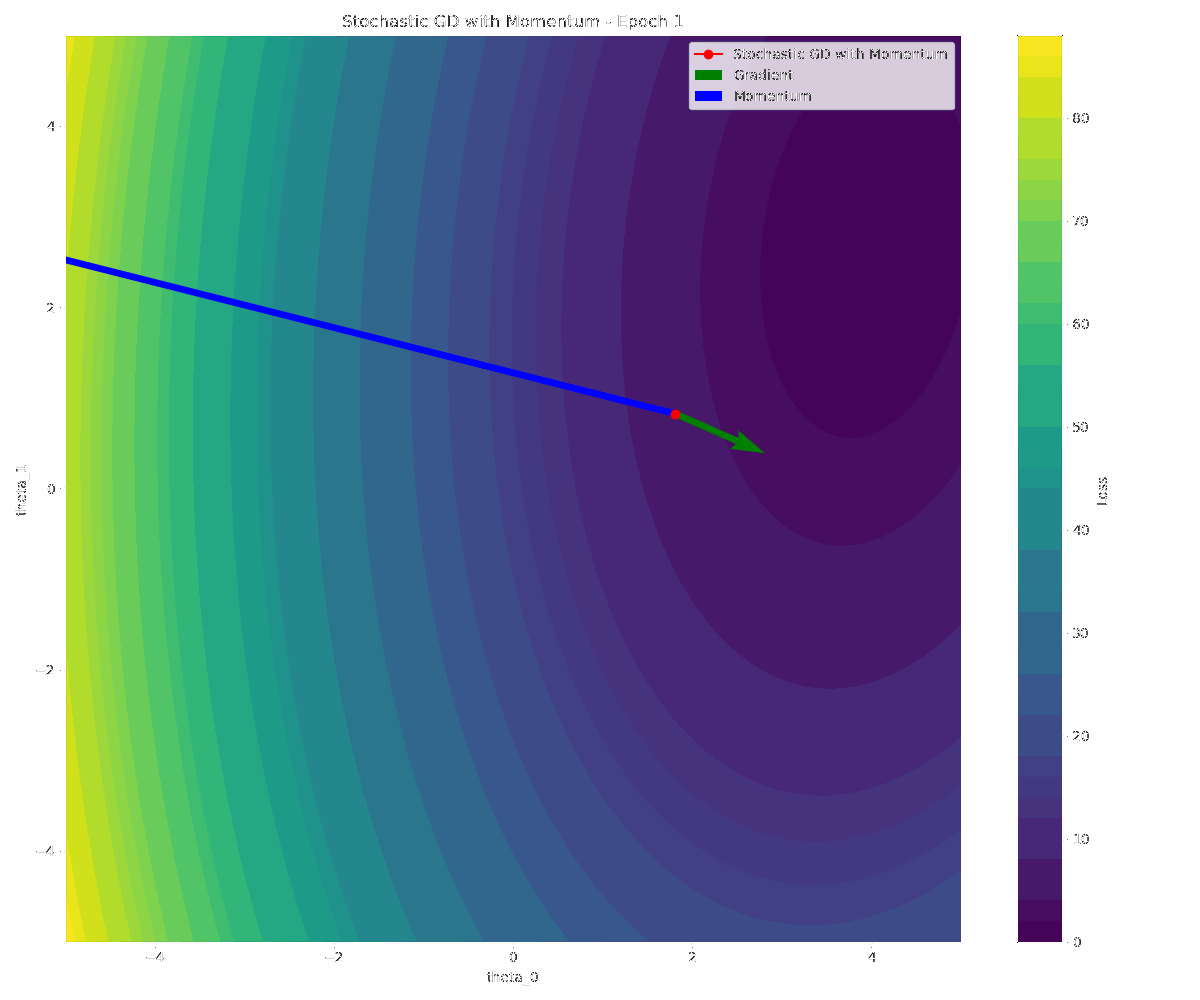 Stochastic GD with Momentum - Epoch 1
Stochastic GD with Momentum
Gradient
Momentum
4
2
0
−2
−4
theta_1
−4
−2
0
2
4
theta_0
80
70
60
50
40
30
20
10
0
Loss